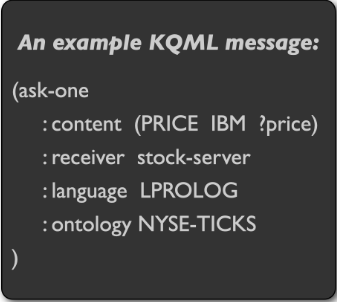 An example KQML message:
(ask-one
: content (PRICE IBM ?price)
: receiver stock-server
: language LPROLOG
: ontology NYSE-TICKS
)